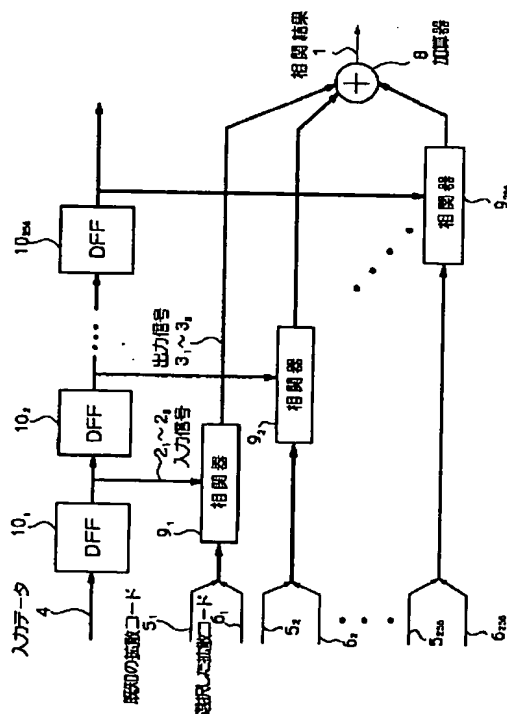 入力データ
4
10₁
DFF
10₂
DFF
10₂₅₆
DFF
2₁～2₈
入力信号
出力信号
3₁～3₈
既知の拡散コード
5₁
選択した拡散コード
6₁
9₁
相関器
5₂
6₂
9₂
相関器
5₂₅₆
6₂₅₆
相関器
9₂₅₆
相関結果
1
8
加算器